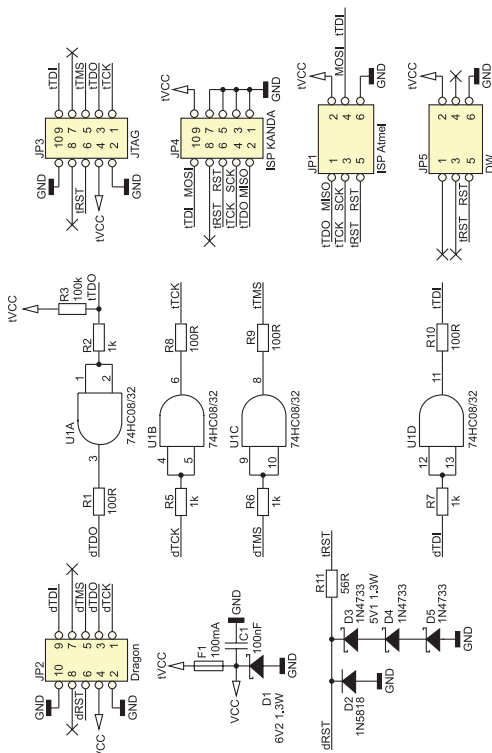 JP2
GND 10 9 dTDI
8 7
dRST 6 5 dTMS
4 3 dTDO
tVCC 2 1 dTCK
GND
Dragon
tVCC
F1
100mA
VCC
C1
100nF
GND
D1
6V2 1.3W
GND
dRST
R11
56R
tRST
D2
1N5818
GND
D3
1N4733
5V1 1.3W
D4
1N4733
D5
1N4733
GND
dTDO
R1
100R
3
U1A
74HC08/32
1
2
R2
1k
R3
100k
tVCC
tTDO
dTCK
R5
1k
4
5
U1B
74HC08/32
6
R8
100R
tTCK
dTMS
R6
1k
9
10
U1C
74HC08/32
8
R9
100R
tTMS
dTDI
R7
1k
12
13
U1D
74HC08/32
11
R10
100R
tTDI
JP3
GND 10 9 tTDI
8 7
tRST 6 5 tTMS
4 3 tTDO
tVCC 2 1 tTCK
GND
JTAG
JP4
tVCC
tTDI MOSI 10 9
8 7
tRST RST 6 5
tTCK SCK 4 3
tTDO MISO 2 1
GND
ISP KANDA
JP1
tVCC
tTDO MISO 1 2
tTCK SCK 3 4 MOSI tTDI
tRST RST 5 6
GND
ISP Atmel
JP5
tVCC
1 2
3 4
tRST RST 5 6
GND
DW